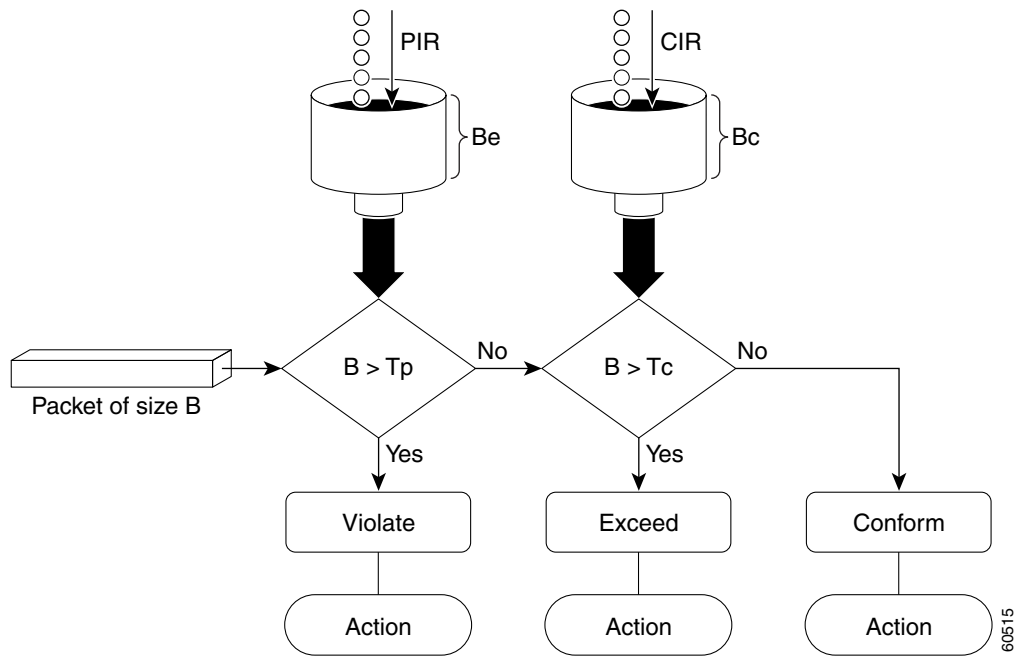 PIR
CIR
Be
Bc
B > Tp
No
B > Tc
No
Packet of size B
Yes
Yes
Violate
Exceed
Conform
Action
Action
Action
60515